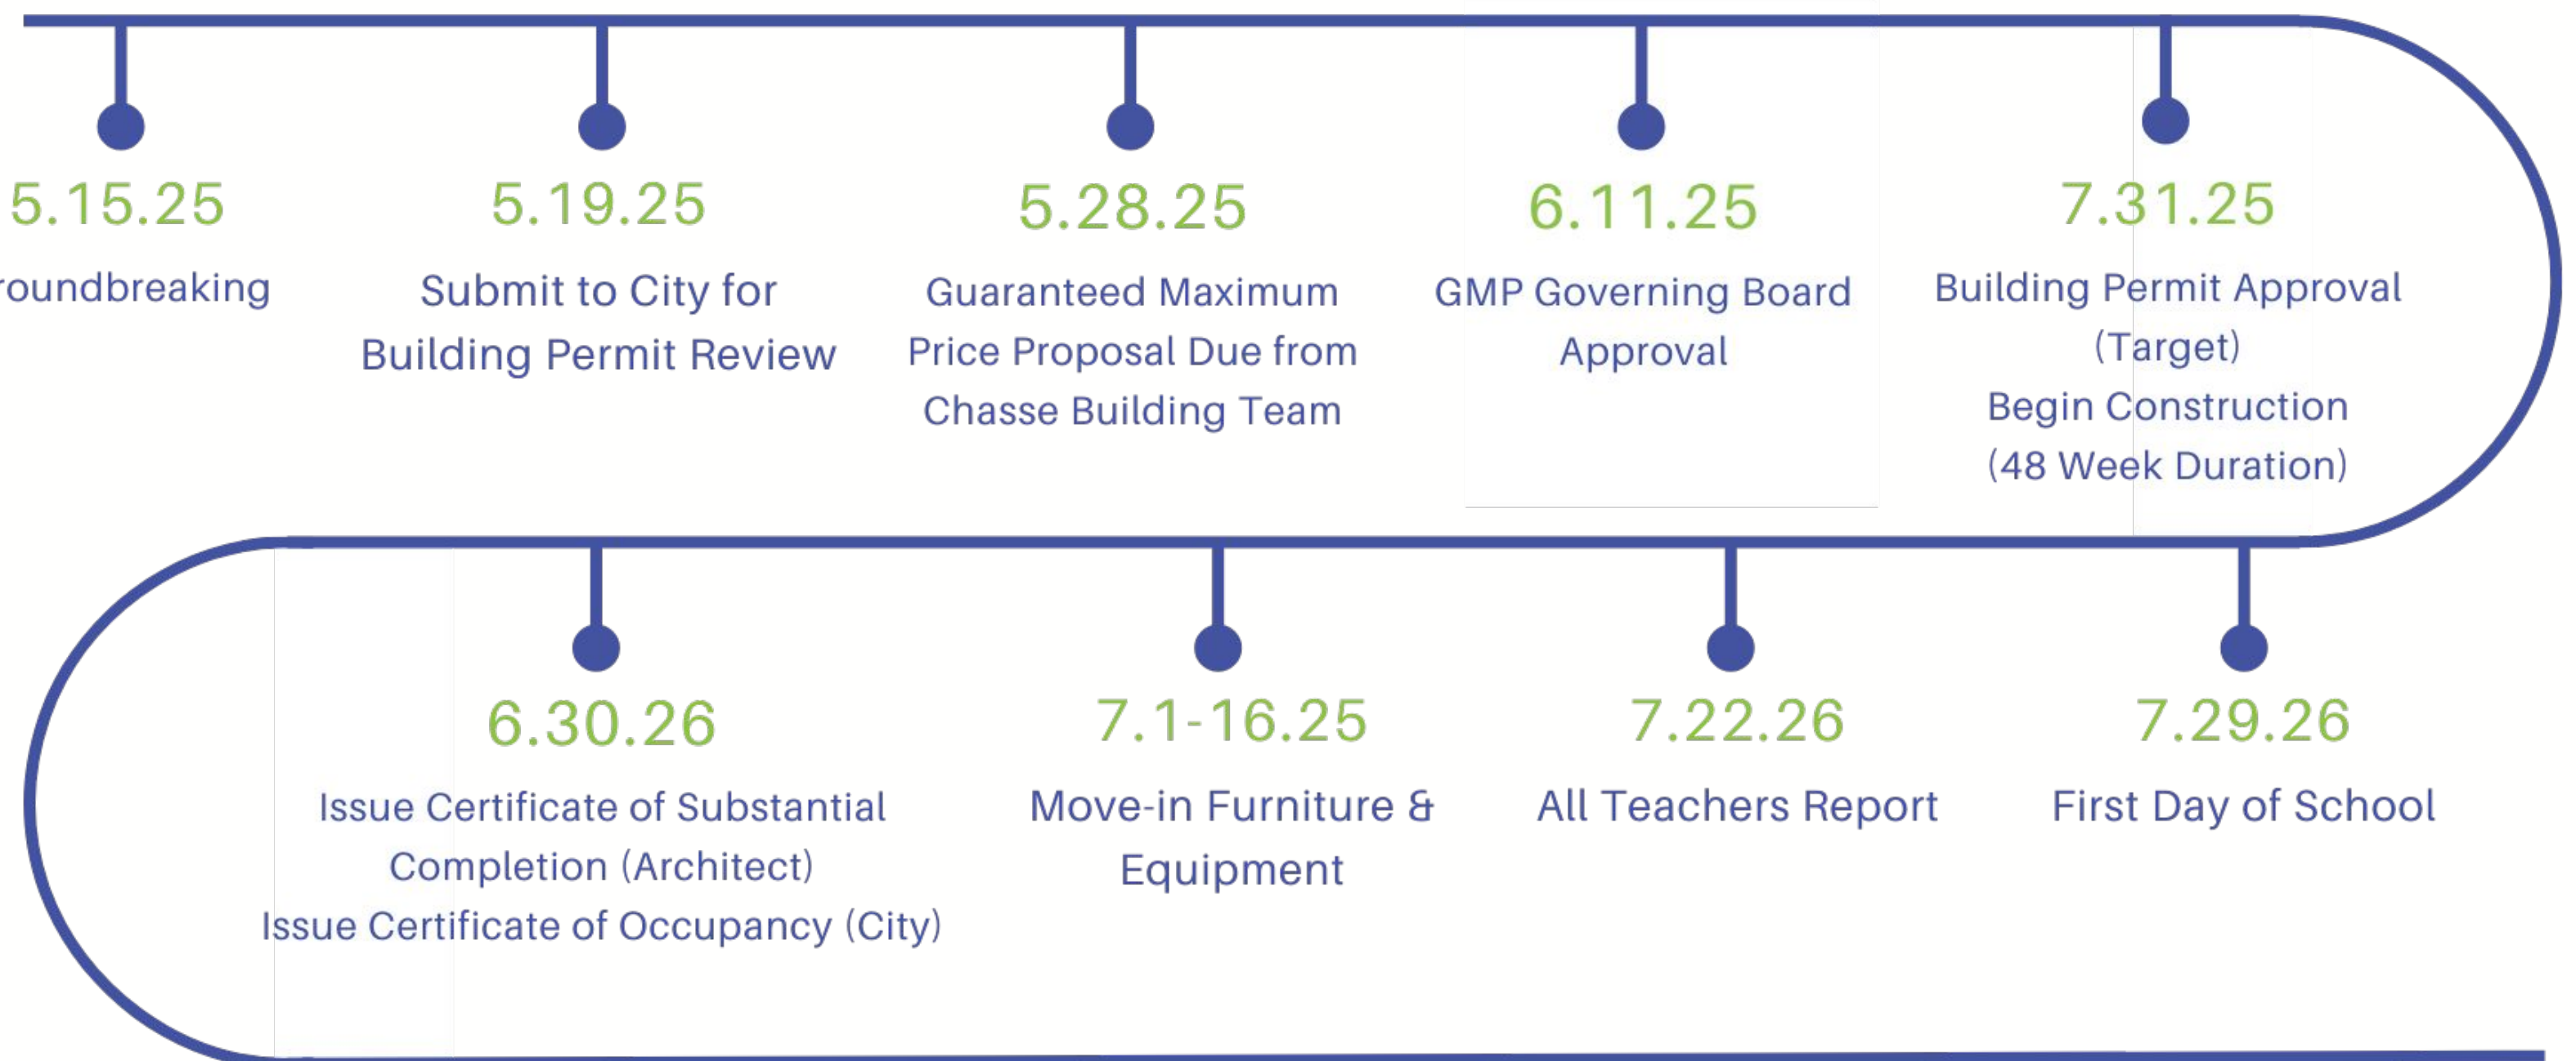 5.15.25
roundbreaking
5.19.25
Submit to City for
Building Permit Review
5.28.25
Guaranteed Maximum
Price Proposal Due from
Chasse Building Team
6.11.25
GMP Governing Board
Approval
7.31.25
Building Permit Approval
(Target)
Begin Construction
(48 Week Duration)
6.30.26
Issue Certificate of Substantial
Completion (Architect)
Issue Certificate of Occupancy (City)
7.1-16.25
Move-in Furniture &
Equipment
7.22.26
All Teachers Report
7.29.26
First Day of School